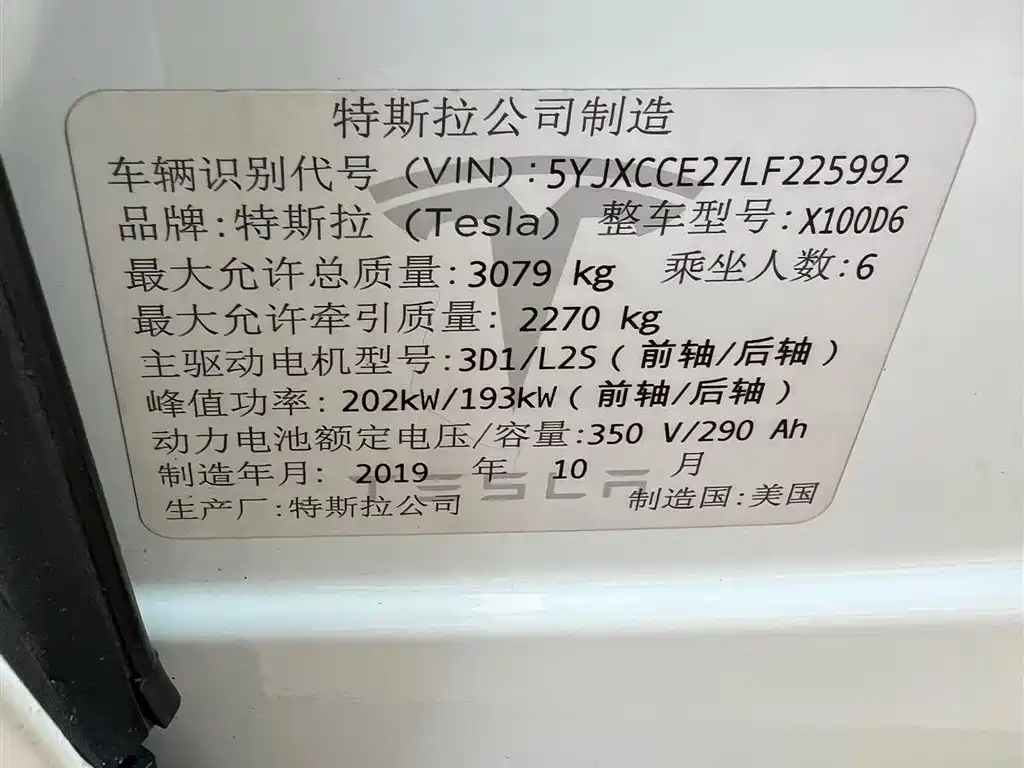 特斯拉公司制造
车辆识别代号 (VIN):5YJXCCE27LF225992
品牌:特斯拉 (Tesla) 整车型号:X100D6
最大允许总质量:3079 kg 乘坐人数:6
最大允许牵引质量: 2270 kg
主驱动电机型号:3D1/L2S(前轴/后轴)
峰值功率: 202kW/193kW(前轴/后轴)
动力电池额定电压/容量:350 V/290 Ah
制造年月: 2019 年 10 月
TESLA
生产厂:特斯拉公司 制造国:美国